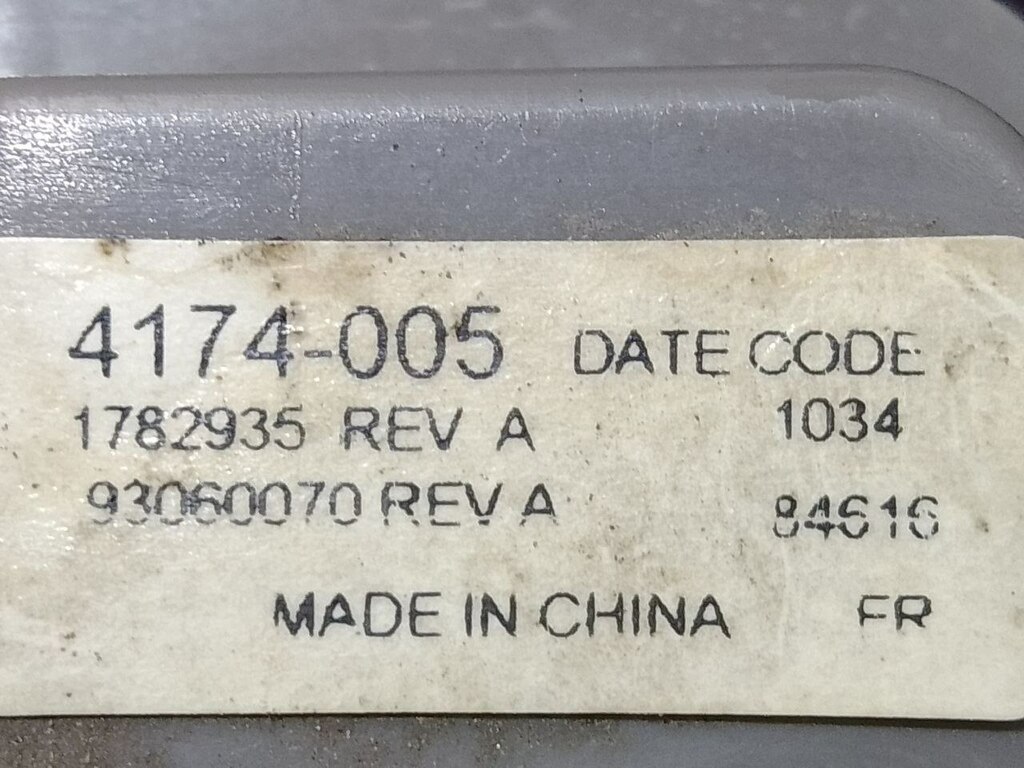 4174-005 DATE CODE
1782935 REV A 1034
93060070 REV A 84616
MADE IN CHINA FR